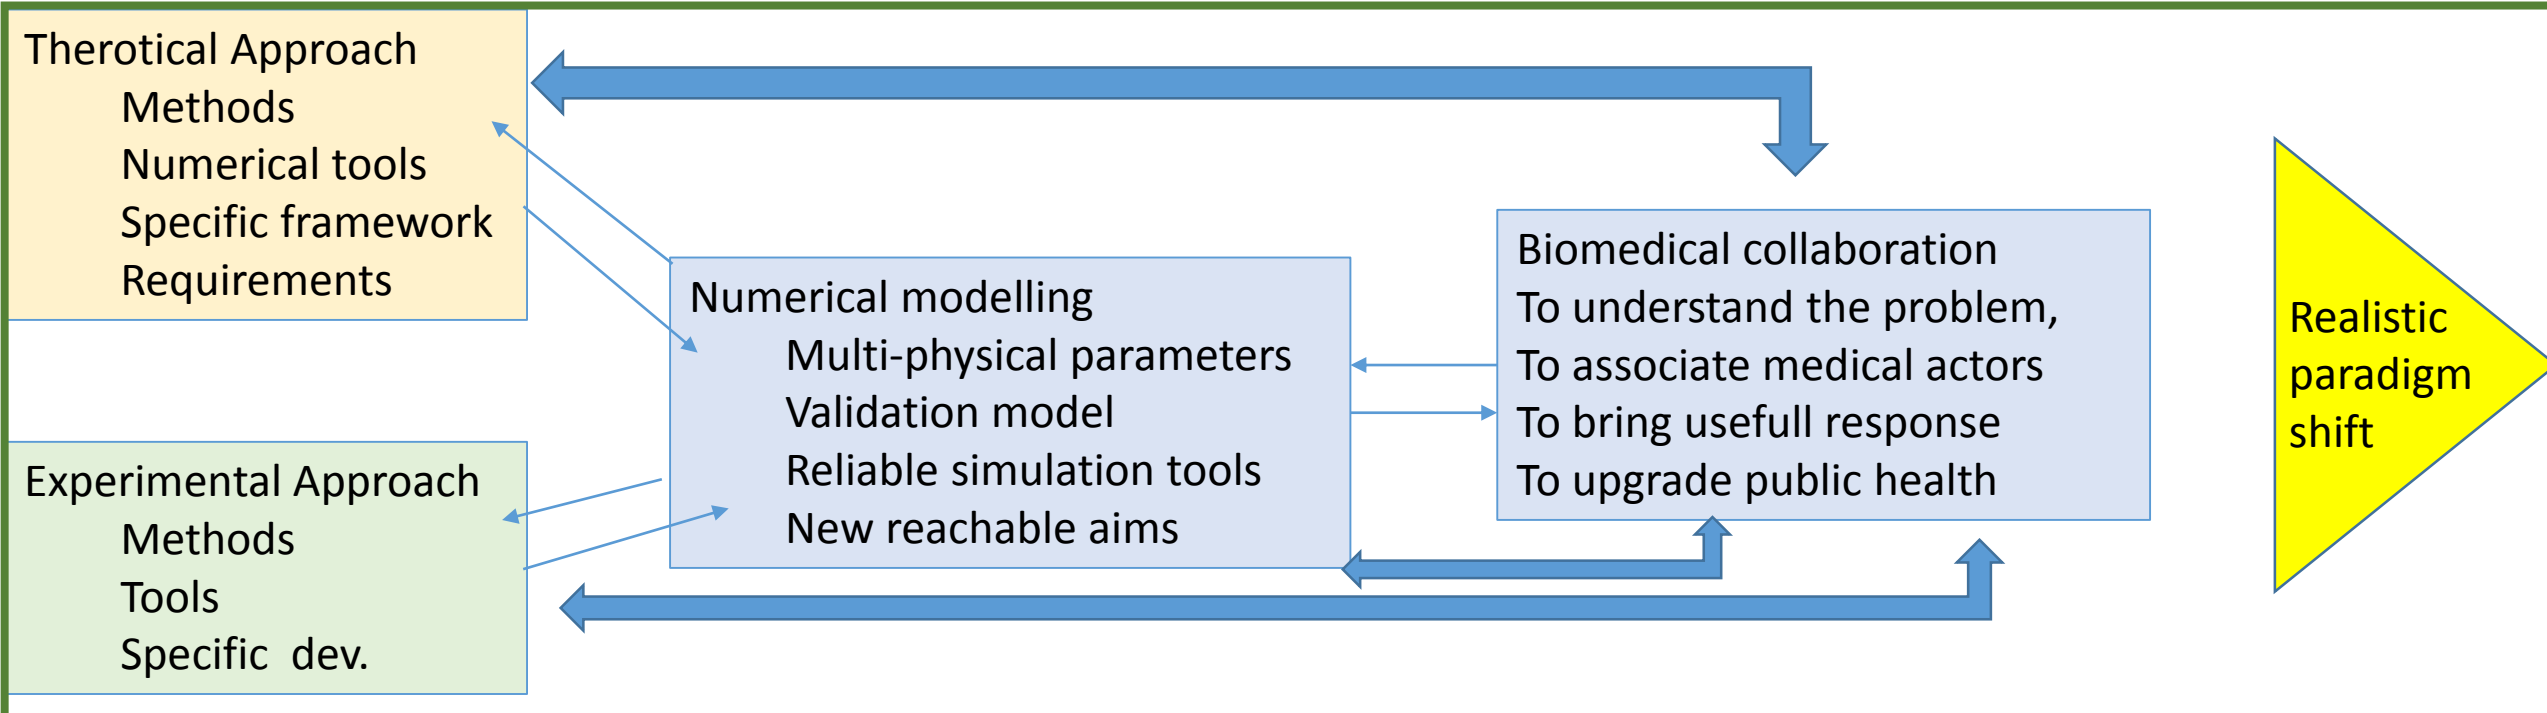 Therotical Approach
Methods
Numerical tools
Specific framework
Requirements
Experimental Approach
Methods
Tools
Specific dev.
Numerical modelling
Multi-physical parameters
Validation model
Reliable simulation tools
New reachable aims
Biomedical collaboration
To understand the problem,
To associate medical actors
To bring usefull response
To upgrade public health
Realistic
paradigm
shift